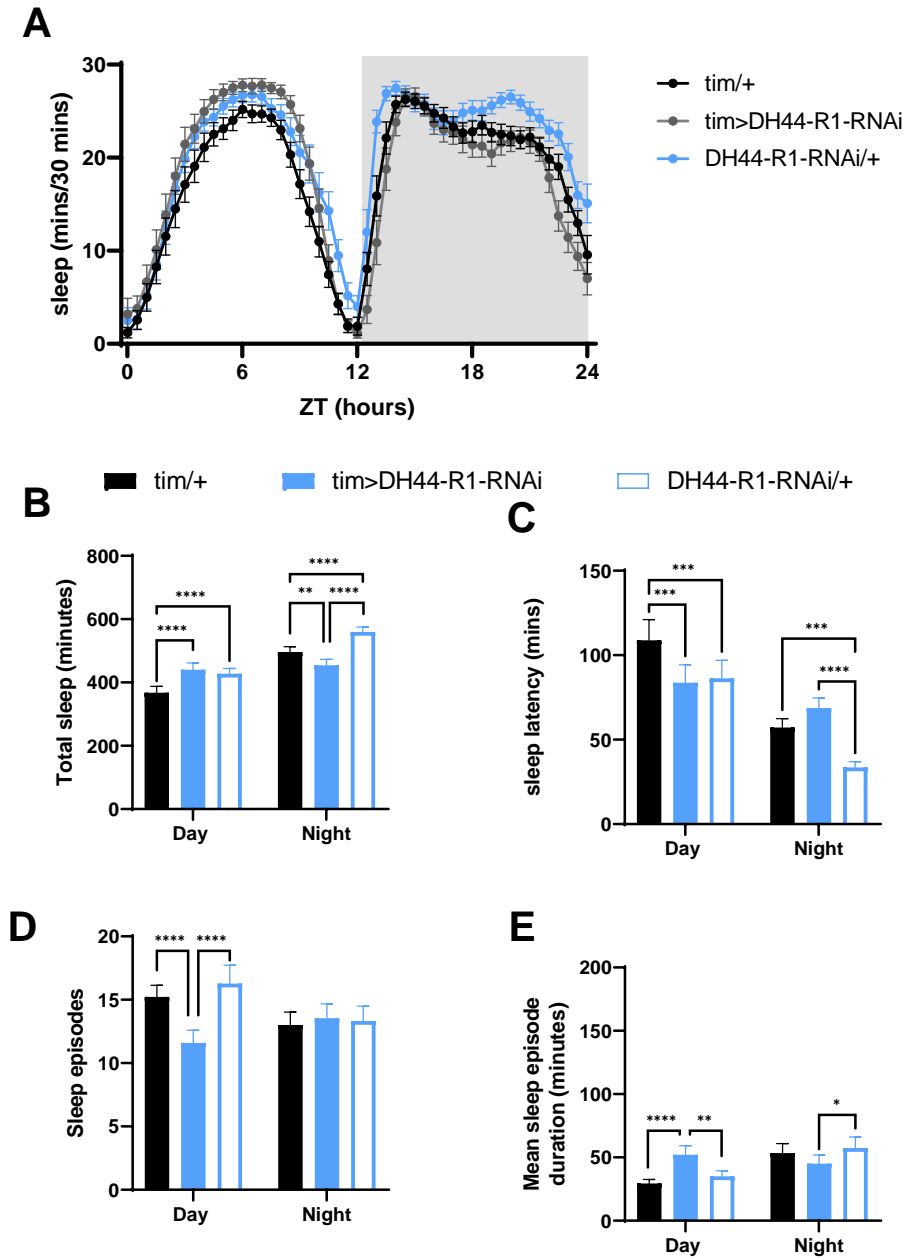 A
sleep (mins/30 mins)
30
20
10
0
0
6
12
18
24
ZT (hours)
tim/+
tim>DH44-R1-RNAi
DH44-R1-RNAi/+
tim/+
tim>DH44-R1-RNAi
DH44-R1-RNAi/+
B
Total sleep (minutes)
800
600
400
200
0
****
****
****
**
****
Day
Night
C
sleep latency (mins)
150
100
50
0
***
***
***
****
Day
Night
D
Sleep episodes
20
15
10
5
0
****
****
Day
Night
E
Mean sleep episode
duration (minutes)
200
150
100
50
0
****
**
*
Day
Night